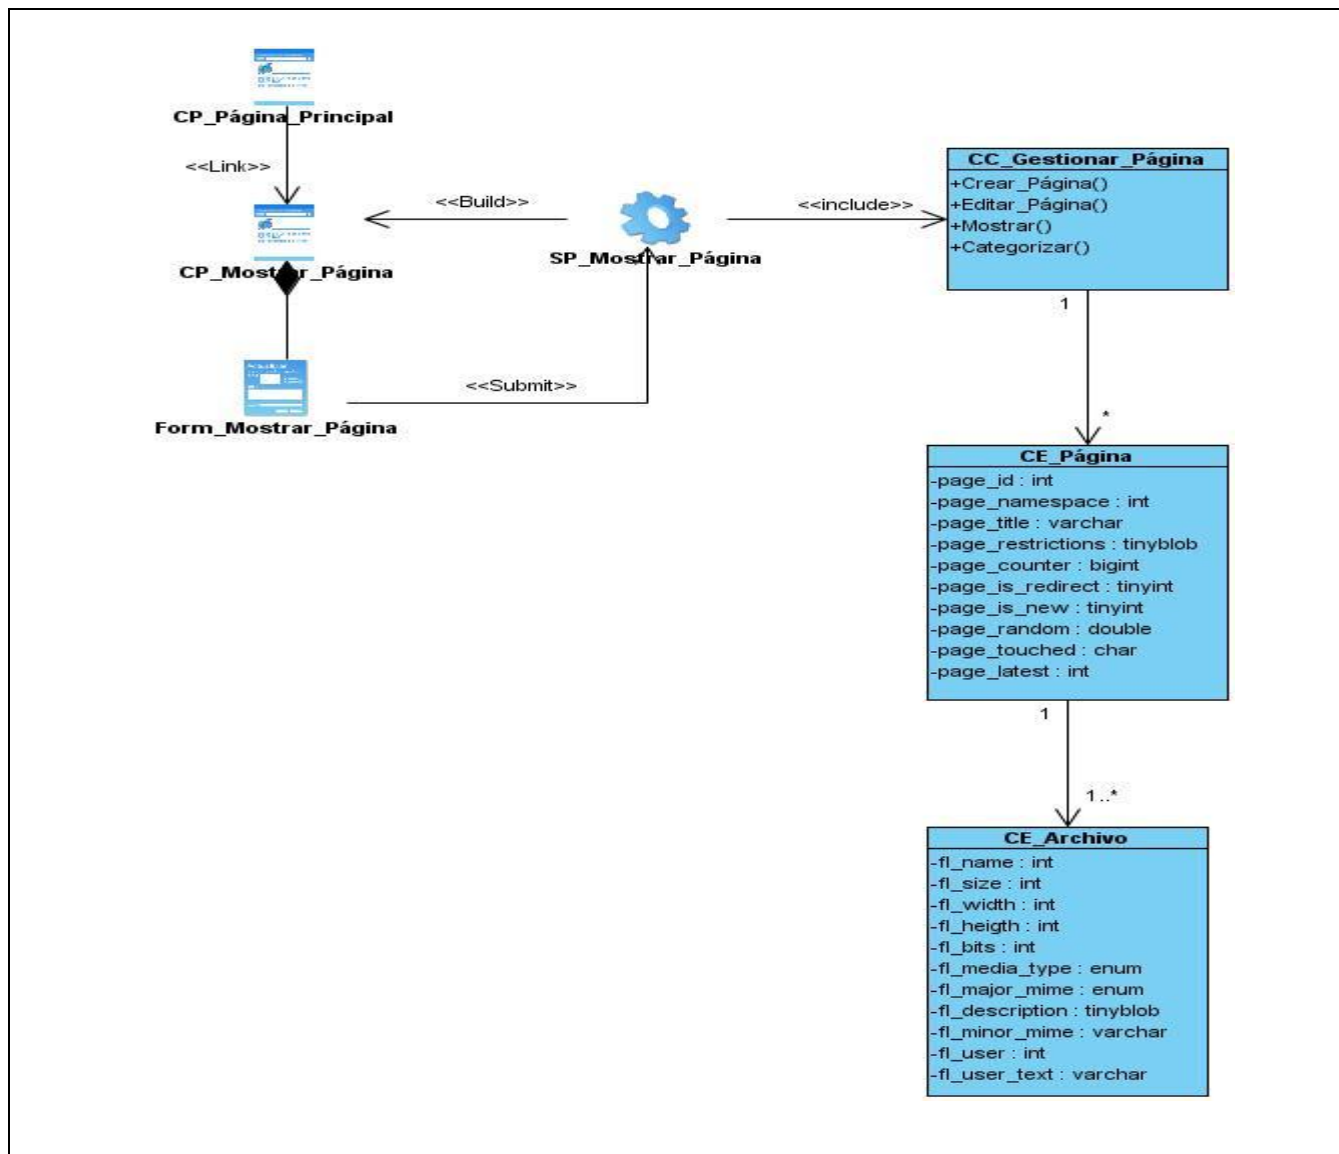 CP_Página_Principal
<<Link>>
CP_Mostrar_Página
<<Build>>
SP_Mostrar_Página
<<include>>
Form_Mostrar_Página
<<Submit>>
CC_Gestionar_Página
+Crear_Página()
+Editar_Página()
+Mostrar()
+Categorizar()
1
*
CE_Página
-page_id : int
-page_namespace : int
-page_title : varchar
-page_restrictions : tinyblob
-page_counter : bigint
-page_is_redirect : tinyint
-page_is_new : tinyint
-page_random : double
-page_touched : char
-page_latest : int
1
1..*
CE_Archivo
-fl_name : int
-fl_size : int
-fl_width : int
-fl_heigth : int
-fl_bits : int
-fl_media_type : enum
-fl_major_mime : enum
-fl_description : tinyblob
-fl_minor_mime : varchar
-fl_user : int
-fl_user_text : varchar